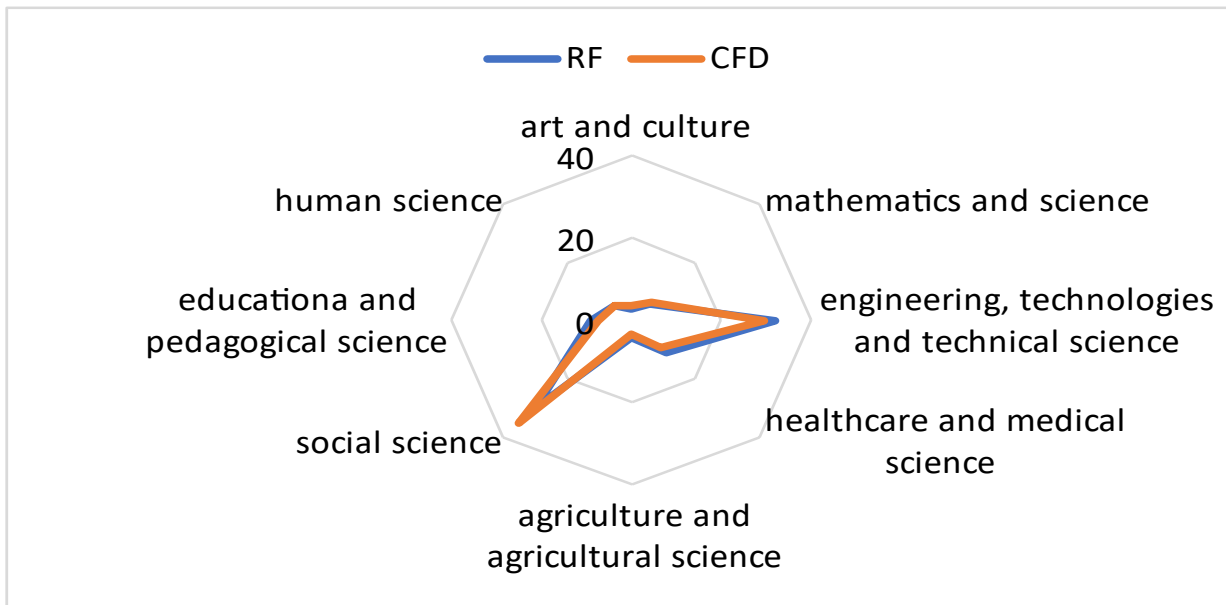 RF CFD
art and culture
40
human science
mathematics and science
20
educationa and
pedagogical science
engineering, technologies
and technical science
0
healthcare and medical
science
social science
agriculture and
agricultural science